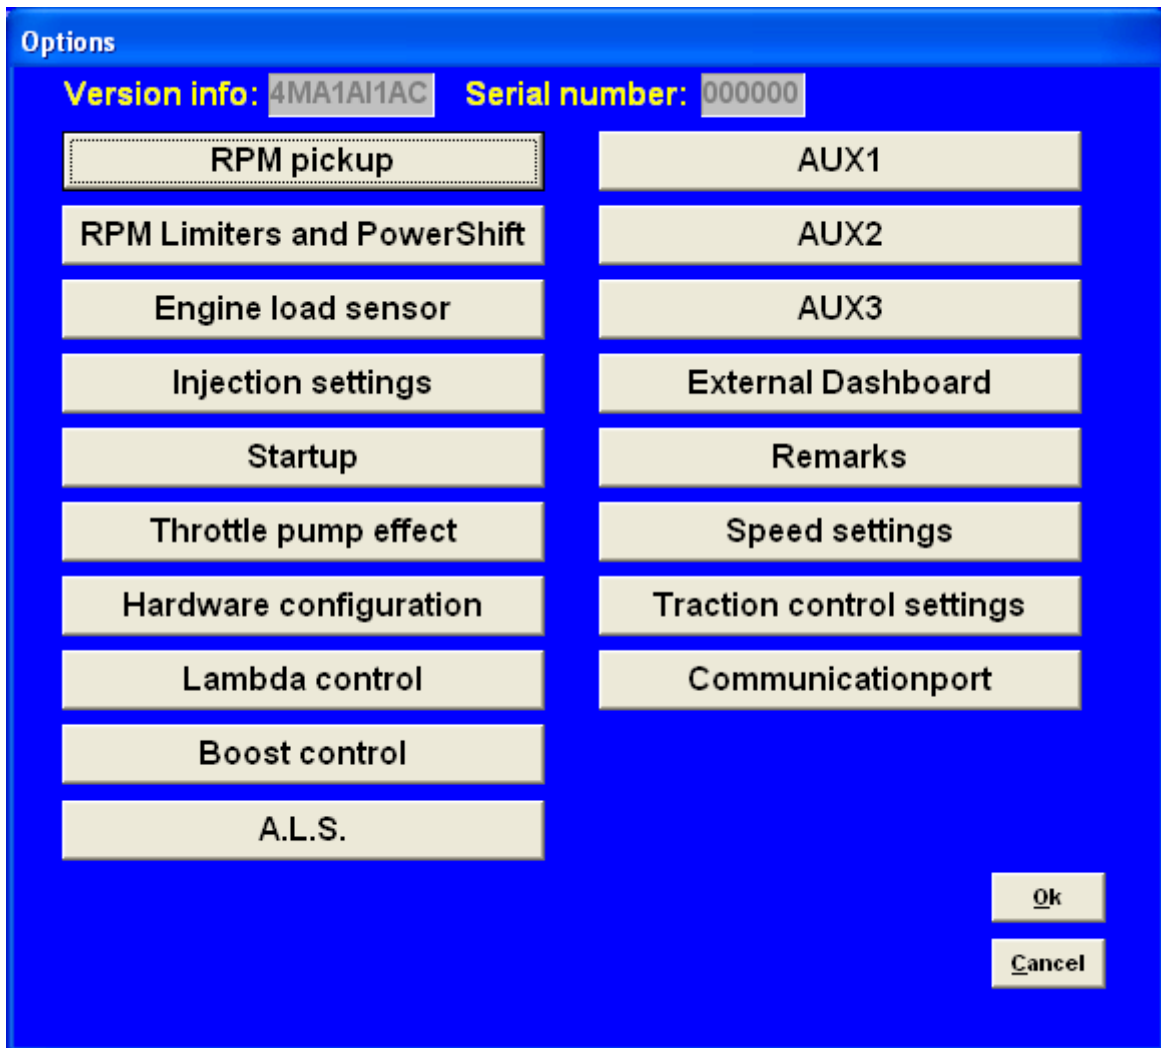 Options
Version info: 4MA1AI1AC Serial number: 000000
RPM pickup
RPM Limiters and PowerShift
Engine load sensor
Injection settings
Startup
Throttle pump effect
Hardware configuration
Lambda control
Boost control
A.L.S.
AUX1
AUX2
AUX3
External Dashboard
Remarks
Speed settings
Traction control settings
Communicationport
Ok
Cancel